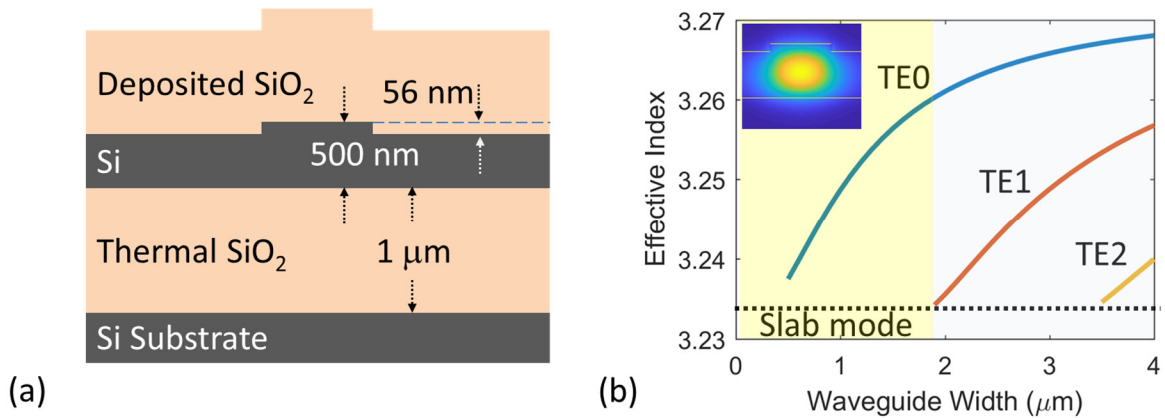 Deposited SiO₂
56 nm
Si
500 nm
Thermal SiO₂
1 μm
Si Substrate
(a)
3.27
3.26
3.25
3.24
3.23
Effective Index
TE0
TE1
TE2
Slab mode
0
1
2
3
4
Waveguide Width (μm)
(b)